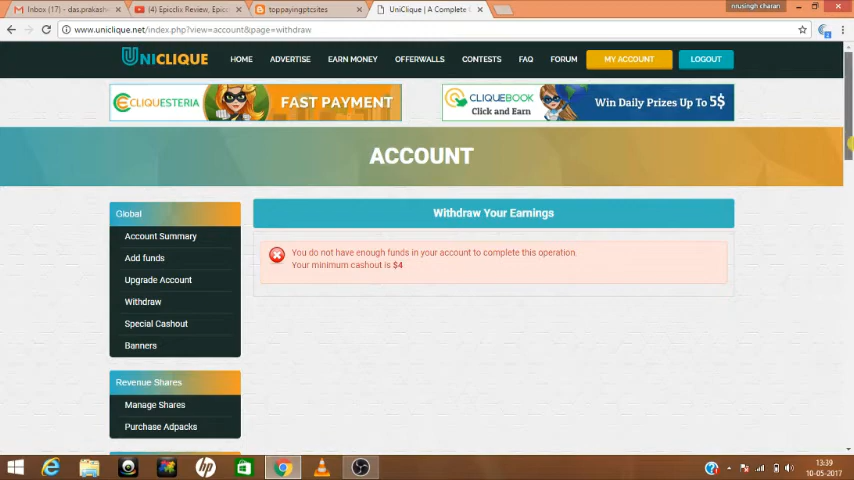 nrusingh charan
Inbox (17) - das.prakash
(4) Epicclix Review, Epicc
toppayingptcsites
UniClique | A Complete U
www.uniclique.net/index.php?view=account&page=withdraw
UNICLIQUE
HOME
ADVERTISE
EARN MONEY
OFFERWALLS
CONTESTS
FAQ
FORUM
MY ACCOUNT
LOGOUT
CLIQUESTERIA
FAST PAYMENT
CLIQUEBOOK
Click and Earn
Win Daily Prizes Up To 5$
ACCOUNT
Global
Account Summary
Add funds
Upgrade Account
Withdraw
Special Cashout
Banners
Revenue Shares
Manage Shares
Purchase Adpacks
Withdraw Your Earnings
You do not have enough funds in your account to complete this operation.
Your minimum cashout is $4
13:39
10-05-2017